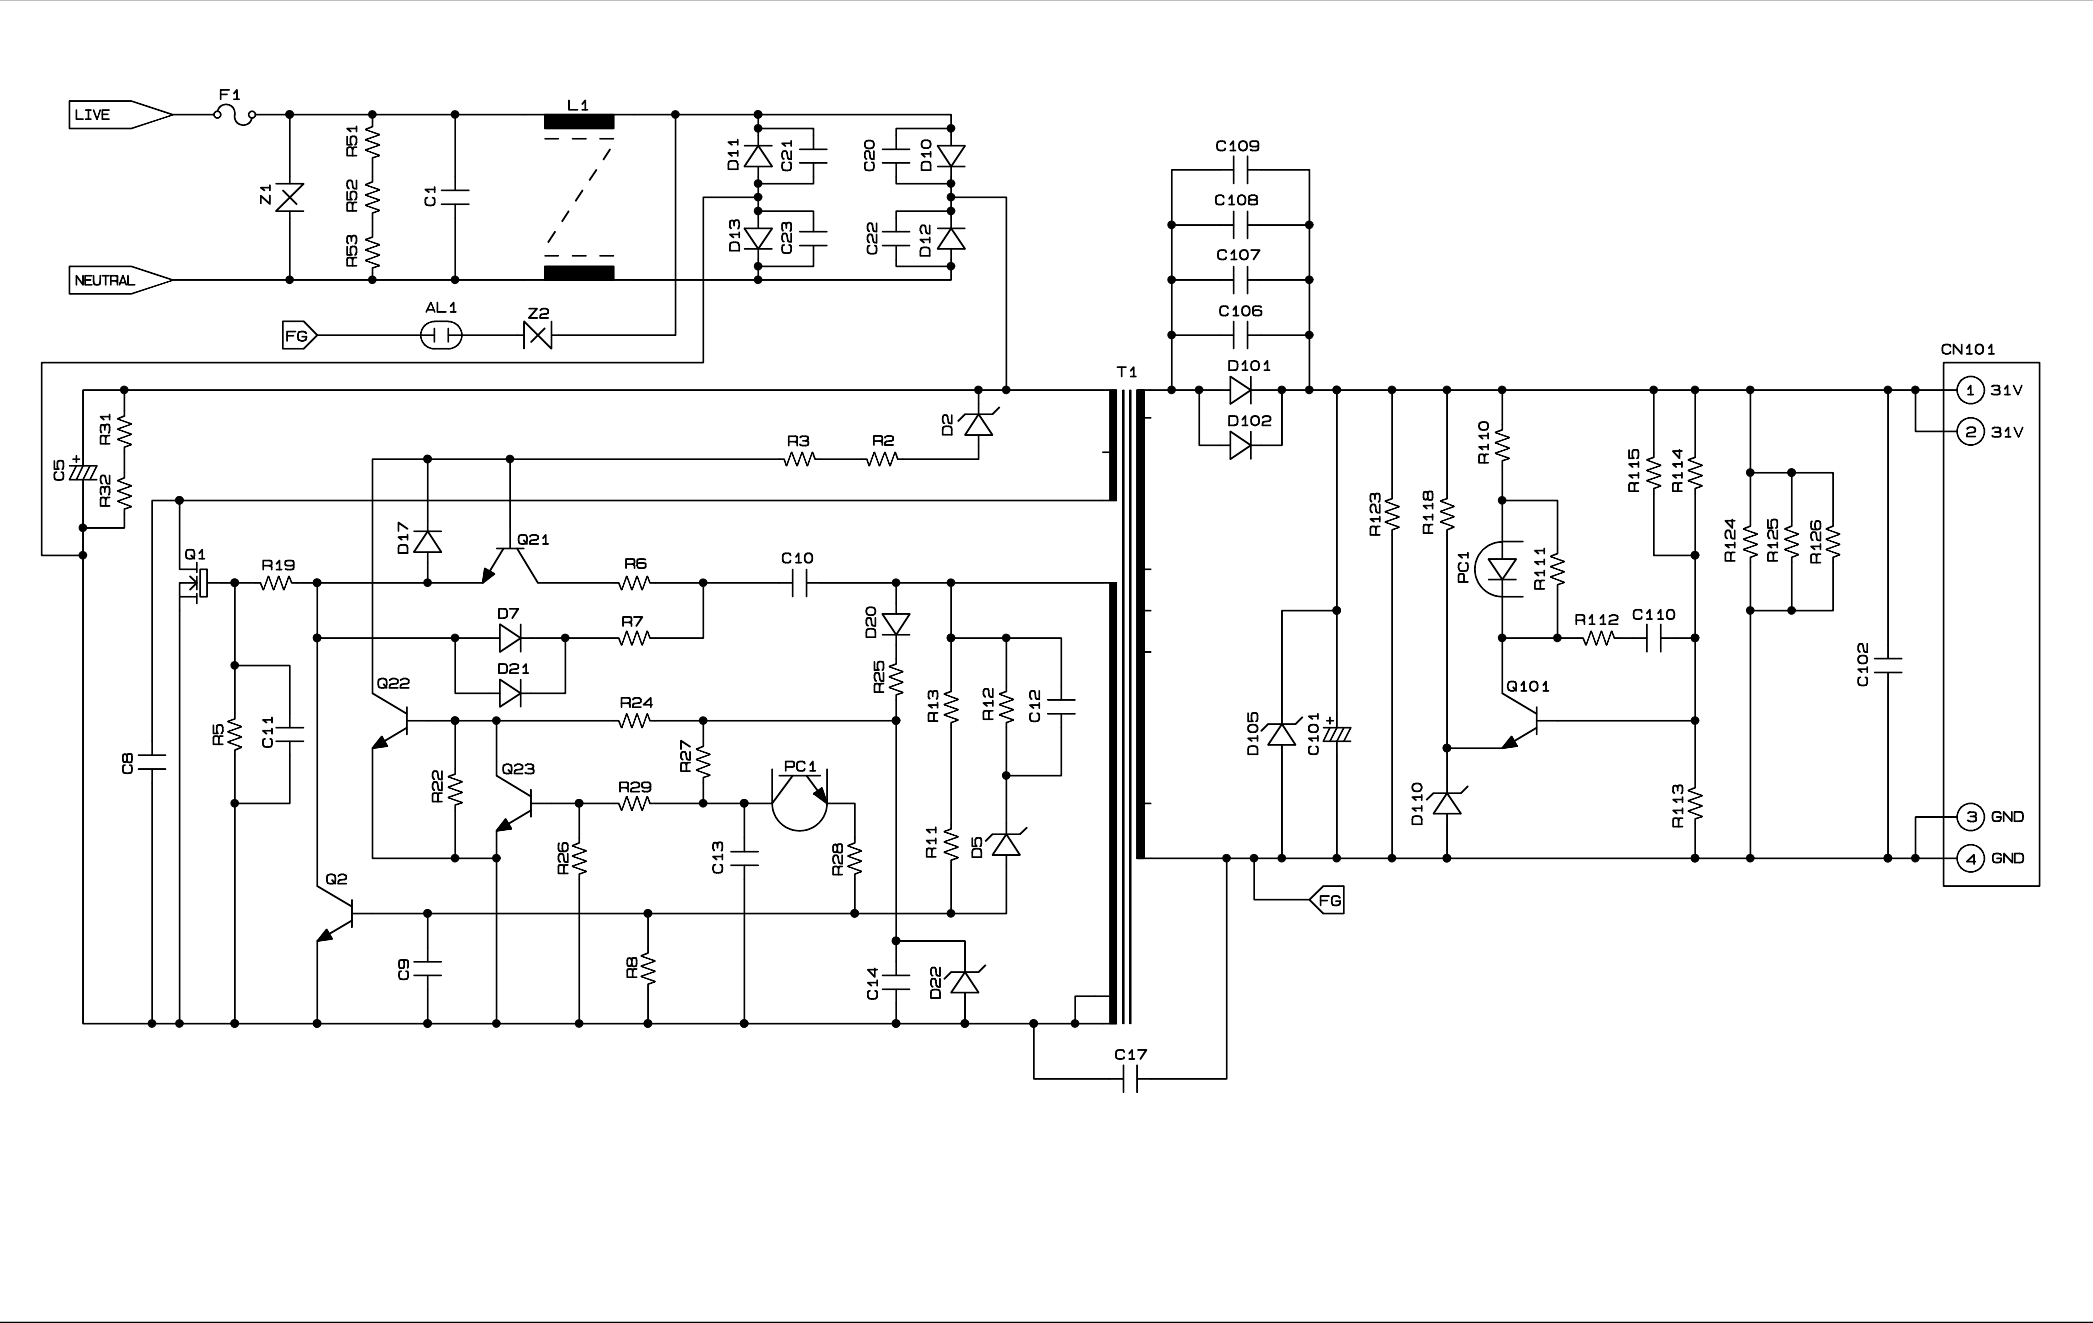 F1
LIVE
L1
Z1
R51
R52
R53
C1
D11
C21
C20
D10
D13
C23
C22
D12
NEUTRAL
FG
AL1
Z2
C109
C108
C107
C106
D101
D102
T1
CN101
1 31V
2 31V
3 GND
4 GND
C5
+
R31
R32
D2
R3
R2
D17
Q21
Q1
R19
R6
C10
D7
R7
D21
D20
R25
Q22
R24
R13
R12
C12
R5
C11
C8
R22
Q23
R27
R29
PC1
R26
C13
R28
R11
D5
Q2
C9
R8
C14
D22
C17
R123
R118
R110
PC1
R111
R112
C110
R115
R114
R124
R125
R126
D105
C101
+
Q101
D110
R113
C102
FG